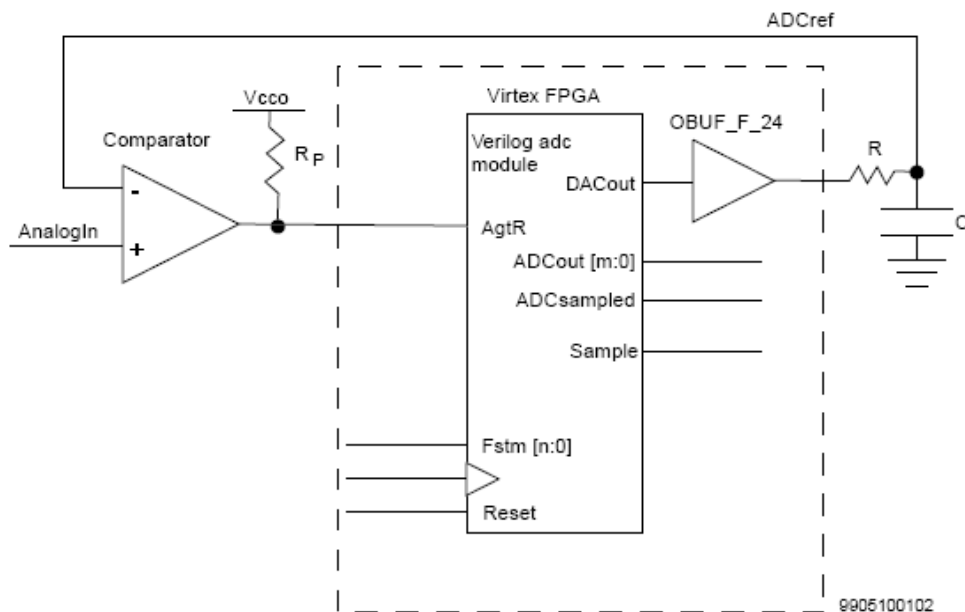 ADCref
Vcco
Virtex FPGA
OBUF_F_24
Comparator
R P
Verilog adc
module
R
DACout
-
C
AnalogIn
+
AgtR
ADCout [m:0]
ADCsampled
Sample
Fstm [n:0]
Reset
9905100102